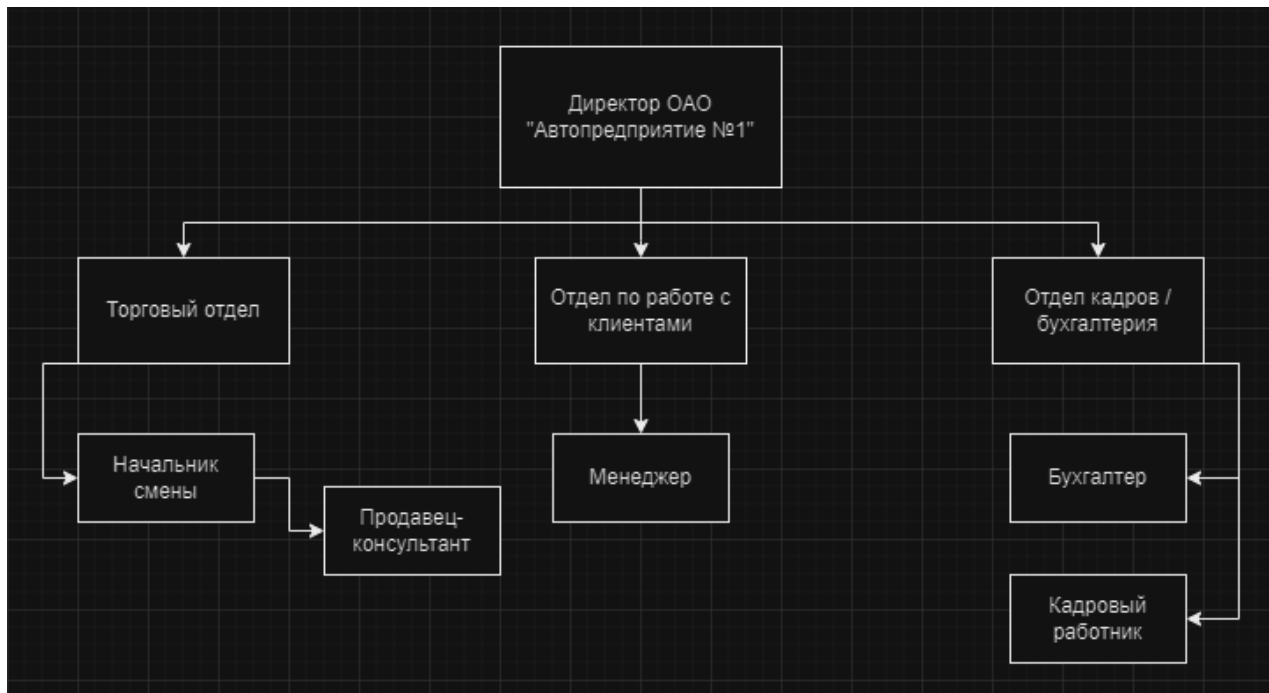 Директор ОАО
"Автопредприятие №1"
Торговый отдел
Отдел по работе с
клиентами
Отдел кадров /
бухгалтерия
Начальник
смены
Продавец-
консультант
Менеджер
Бухгалтер
Кадровый
работник